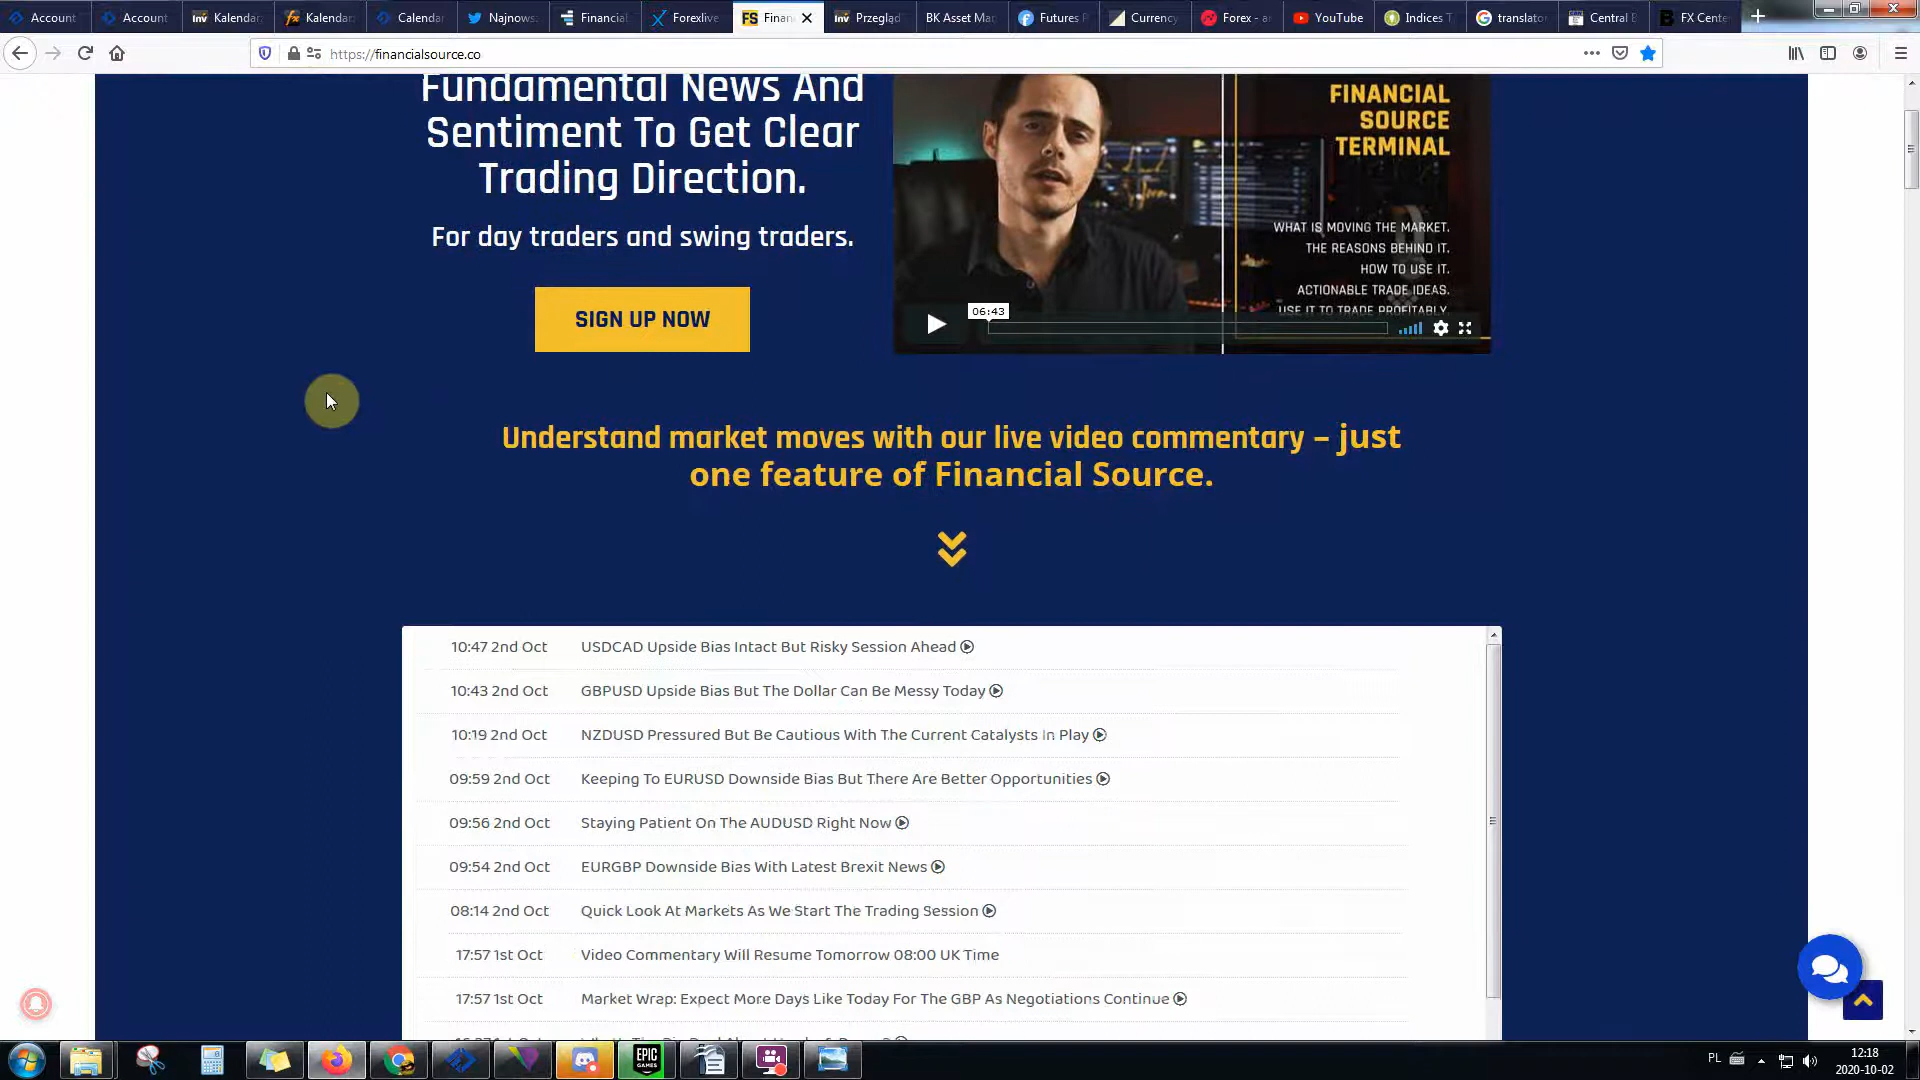 Account
Account
Kalendar
Kalendar
Calendar
Najnows
Financial
Forexlive
Finan
Przegląd
BK Asset Ma
Futures P
Currency
Forex - a
YouTube
Indices T
translator
Central B
FX Cente
https://financialsource.co
Fundamental News And
Sentiment To Get Clear
Trading Direction.
For day traders and swing traders.
SIGN UP NOW
FINANCIAL
SOURCE
TERMINAL
WHAT IS MOVING THE MARKET.
THE REASONS BEHIND IT.
HOW TO USE IT.
ACTIONABLE TRADE IDEAS.
USE IT TO TRADE PROFITABLY.
06:43
Understand market moves with our live video commentary – just
one feature of Financial Source.
10:47 2nd Oct USDCAD Upside Bias Intact But Risky Session Ahead
10:43 2nd Oct GBPUSD Upside Bias But The Dollar Can Be Messy Today
10:19 2nd Oct NZDUSD Pressured But Be Cautious With The Current Catalysts In Play
09:59 2nd Oct Keeping To EURUSD Downside Bias But There Are Better Opportunities
09:56 2nd Oct Staying Patient On The AUDUSD Right Now
09:54 2nd Oct EURGBP Downside Bias With Latest Brexit News
08:14 2nd Oct Quick Look At Markets As We Start The Trading Session
17:57 1st Oct Video Commentary Will Resume Tomorrow 08:00 UK Time
17:57 1st Oct Market Wrap: Expect More Days Like Today For The GBP As Negotiations Continue
EPIC
GAMES
PL
12:18
2020-10-02